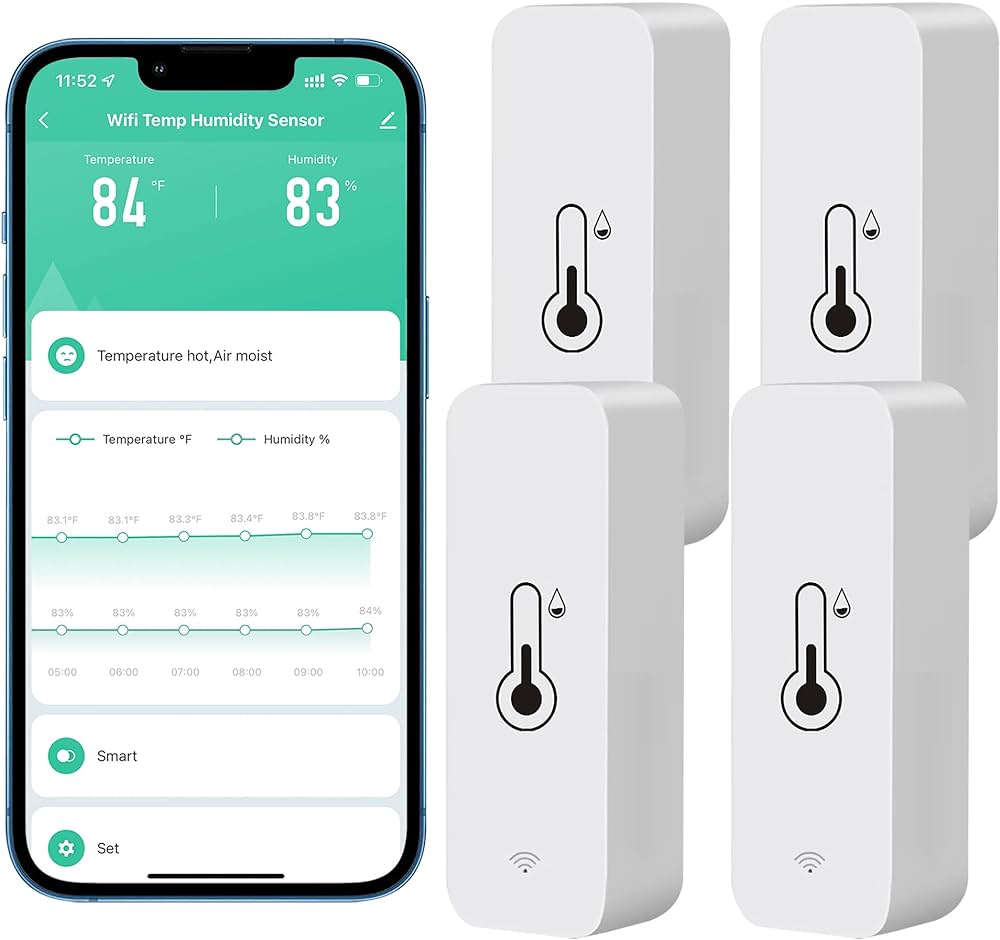 11:52
Wifi Temp Humidity Sensor
Temperature Humidity
84 °F 83 %
Temperature hot,Air moist
Temperature °F Humidity %
83.1°F 83.1°F 83.3°F 83.4°F 83.8°F 83.8°F
83% 83% 83% 83% 83% 84%
05:00 06:00 07:00 08:00 09:00 10:00
Smart
Set